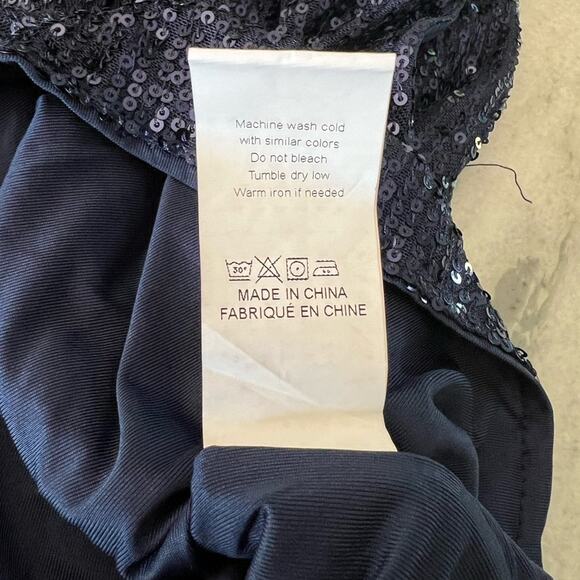 Machine wash cold
with similar colors
Do not bleach
Tumble dry low
Warm iron if needed
30°
MADE IN CHINA
FABRIQUÉ EN CHINE